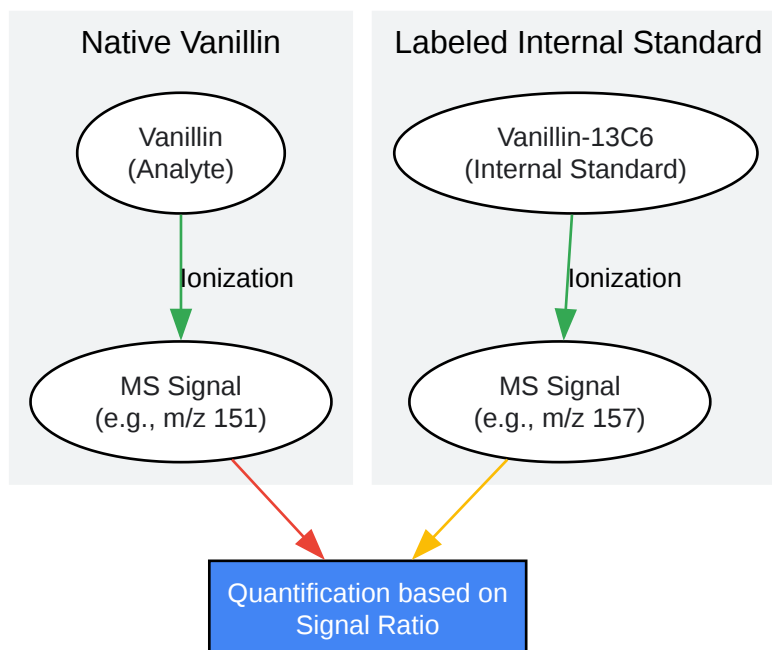 Native Vanillin
Vanillin
(Analyte)
Ionization
MS Signal
(e.g., m/z 151)
Labeled Internal Standard
Vanillin-13C6
(Internal Standard)
Ionization
MS Signal
(e.g., m/z 157)
Quantification based on
Signal Ratio